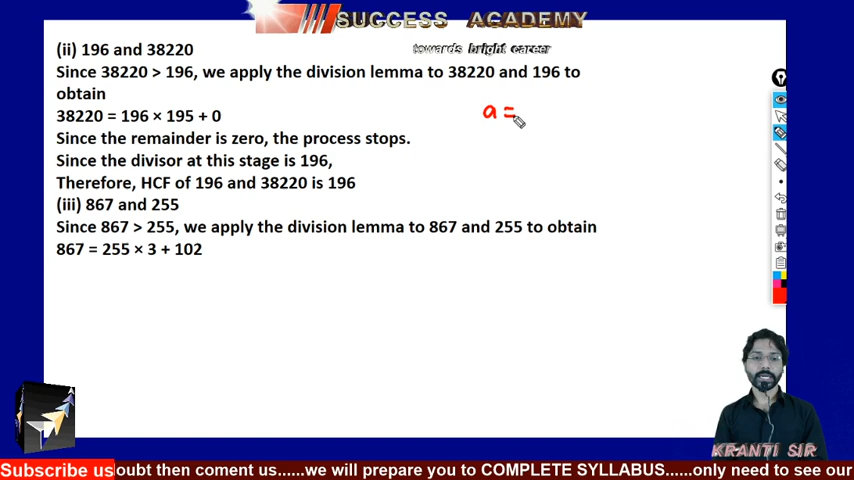 SUCCESS ACADEMY
towards bright career
(ii) 196 and 38220
Since 38220 > 196, we apply the division lemma to 38220 and 196 to
obtain
a =
38220 = 196 × 195 + 0
Since the remainder is zero, the process stops.
Since the divisor at this stage is 196,
Therefore, HCF of 196 and 38220 is 196
(iii) 867 and 255
Since 867 > 255, we apply the division lemma to 867 and 255 to obtain
867 = 255 × 3 + 102
KRANTI SIR
Subscribe us
oubt then coment us......we will prepare you to COMPLETE SYLLABUS......only need to see our